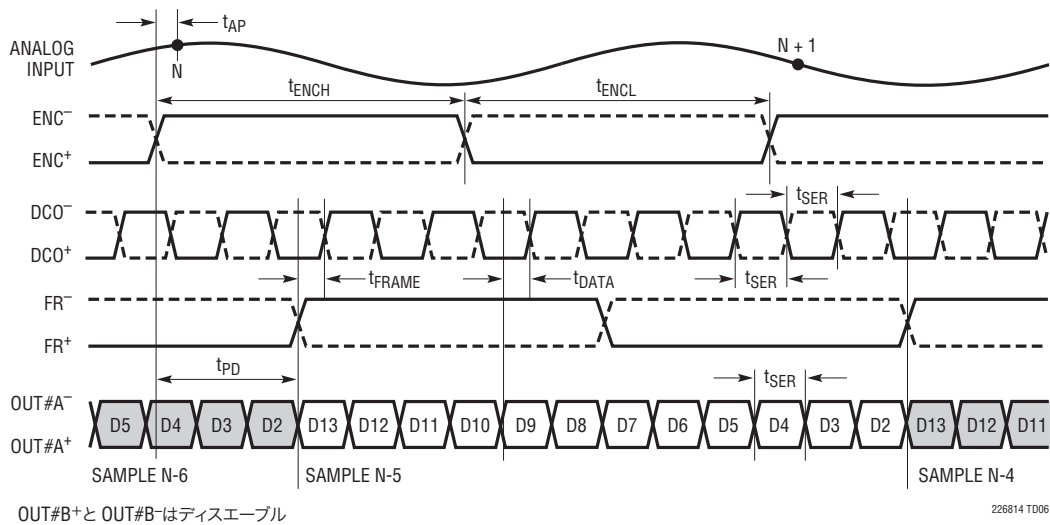 tAP
ANALOG
INPUT
N
N + 1
tENCH
tENCL
ENC–
ENC+
DCO–
DCO+
tSER
tFRAME
tDATA
tSER
FR–
FR+
tPD
tSER
OUT#A–
OUT#A+
D5 D4 D3 D2 D13 D12 D11 D10 D9 D8 D7 D6 D5 D4 D3 D2 D13 D12 D11
SAMPLE N-6 SAMPLE N-5 SAMPLE N-4
OUT#B+と OUT#B–はディスエーブル
226814 TD06